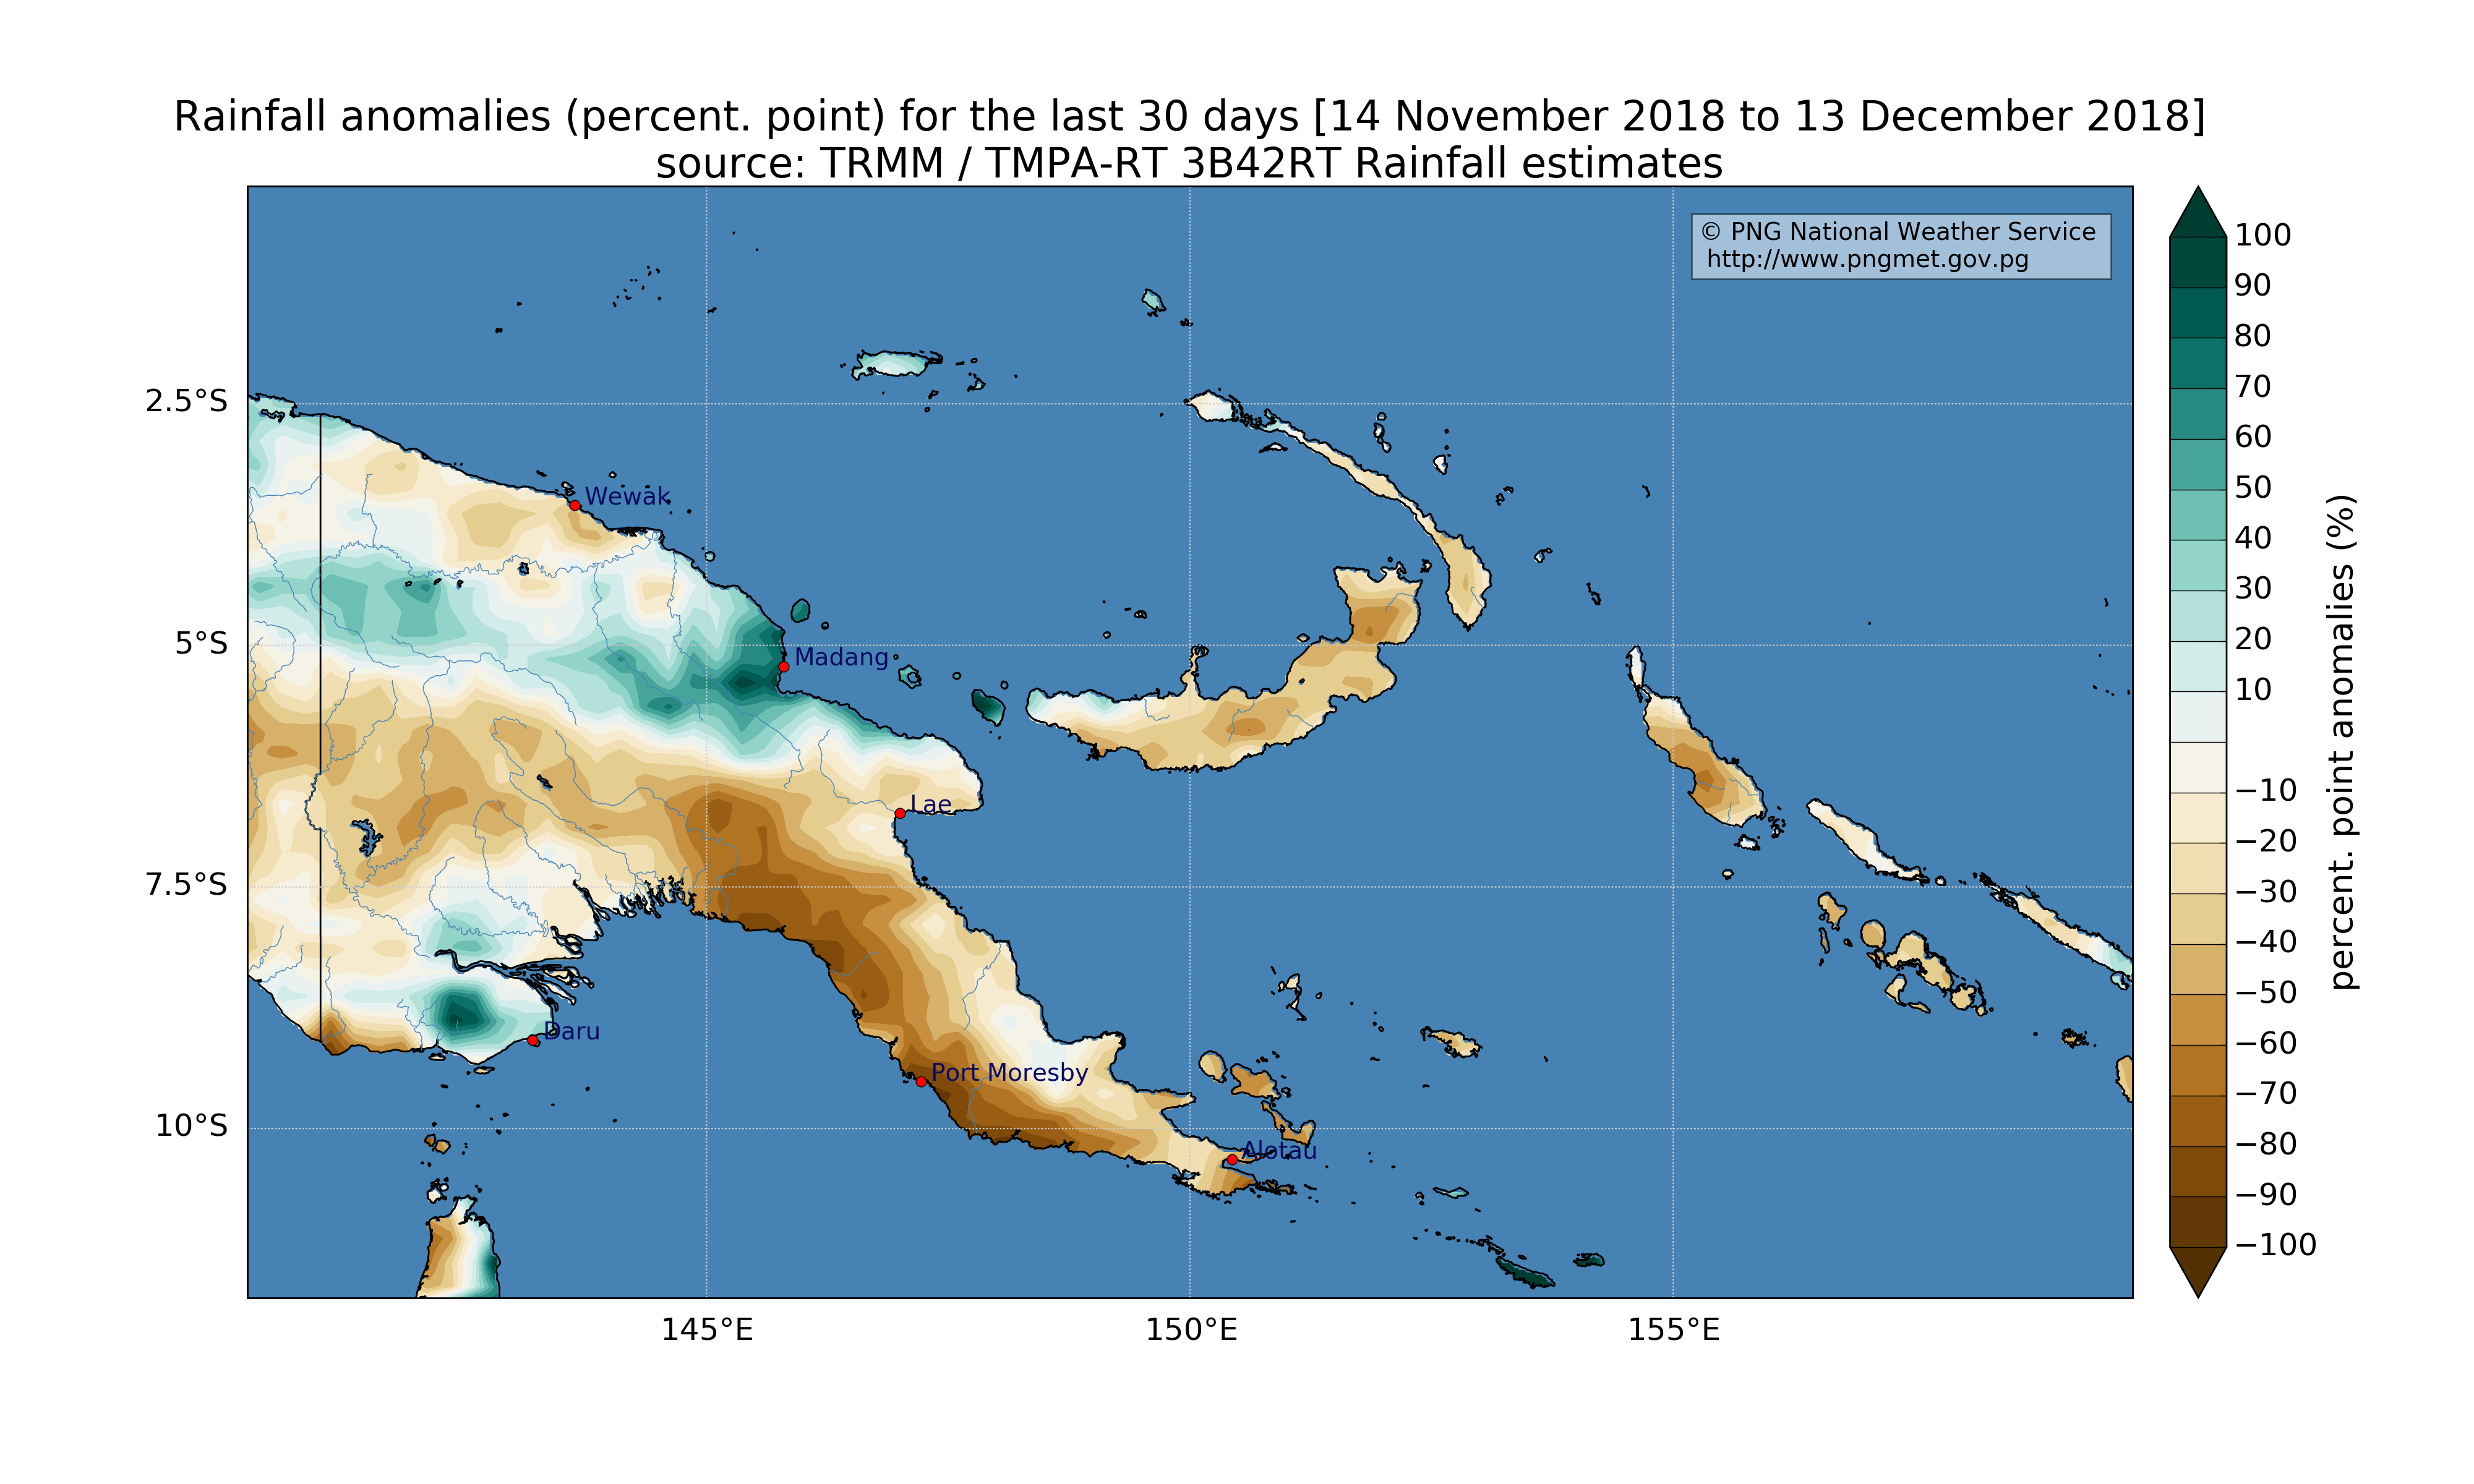 Rainfall anomalies (percent. point) for the last 30 days [14 November 2018 to 13 December 2018]
source: TRMM / TMPA-RT 3B42RT Rainfall estimates
© PNG National Weather Service
http://www.pngmet.gov.pg
2.5°S
5°S
7.5°S
10°S
Wewak
Madang
Lae
Daru
Port Moresby
Alotau
145°E
150°E
155°E
100
90
80
70
60
50
40
30
20
10
−10
−20
−30
−40
−50
−60
−70
−80
−90
−100
percent. point anomalies (%)